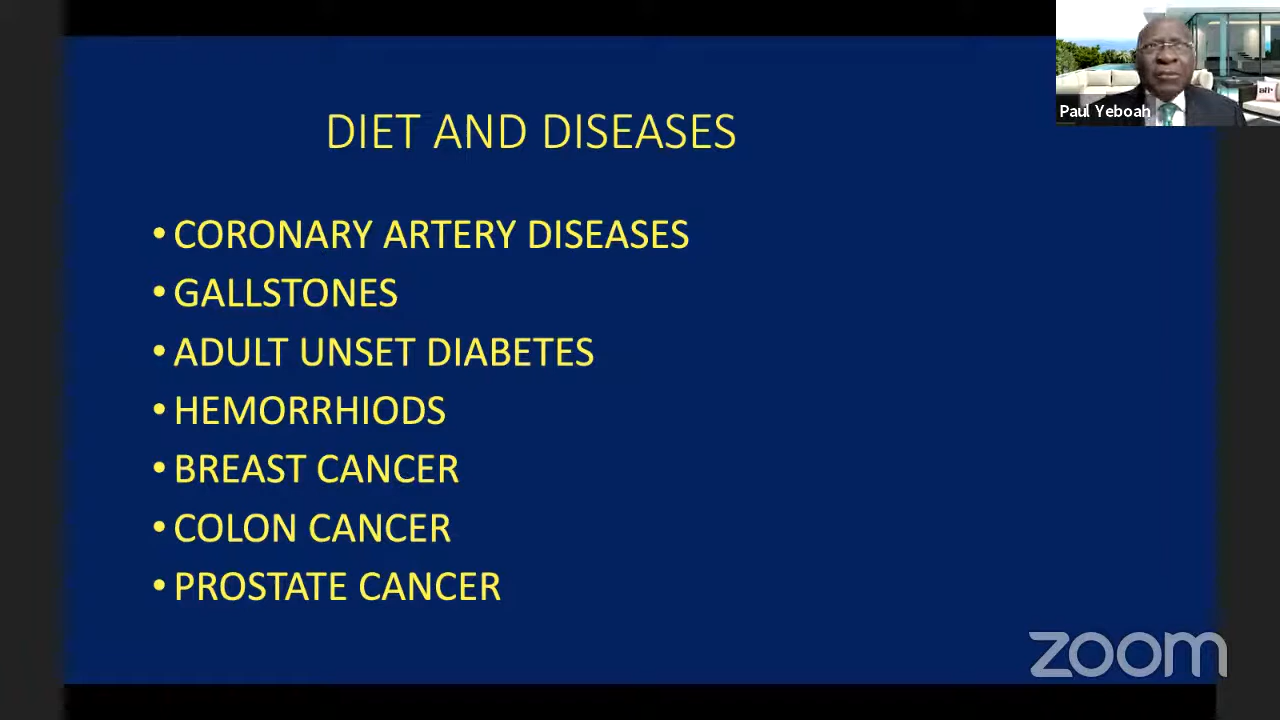 Paul Yeboah
DIET AND DISEASES
• CORONARY ARTERY DISEASES
• GALLSTONES
• ADULT UNSET DIABETES
• HEMORRHIODS
• BREAST CANCER
• COLON CANCER
• PROSTATE CANCER
zoom